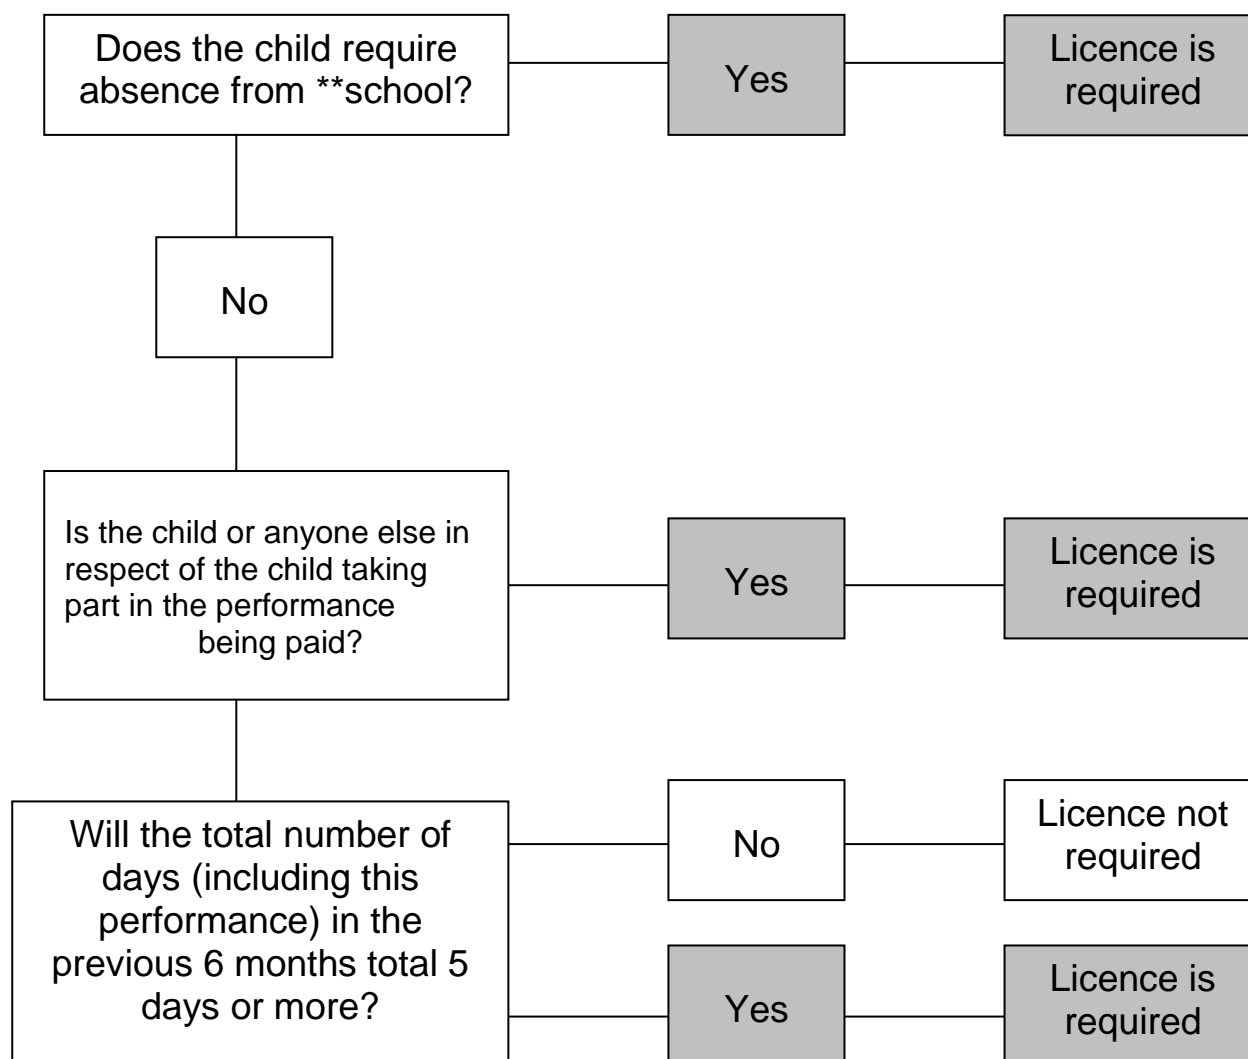 Does the child require
absence from **school?
Yes
Licence is
required
No
Is the child or anyone else in
respect of the child taking
part in the performance
being paid?
Yes
Licence is
required
Will the total number of
days (including this
performance) in the
previous 6 months total 5
days or more?
No
Licence not
required
Yes
Licence is
required